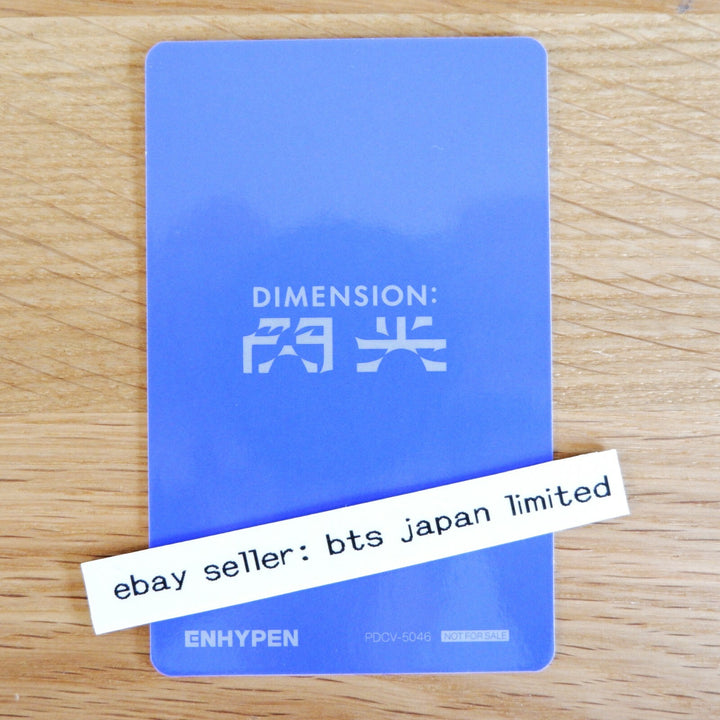 DIMENSION:
閃光
ebay seller: bts japan limited
ENHYPEN PDCV-5046 NOT FOR SALE